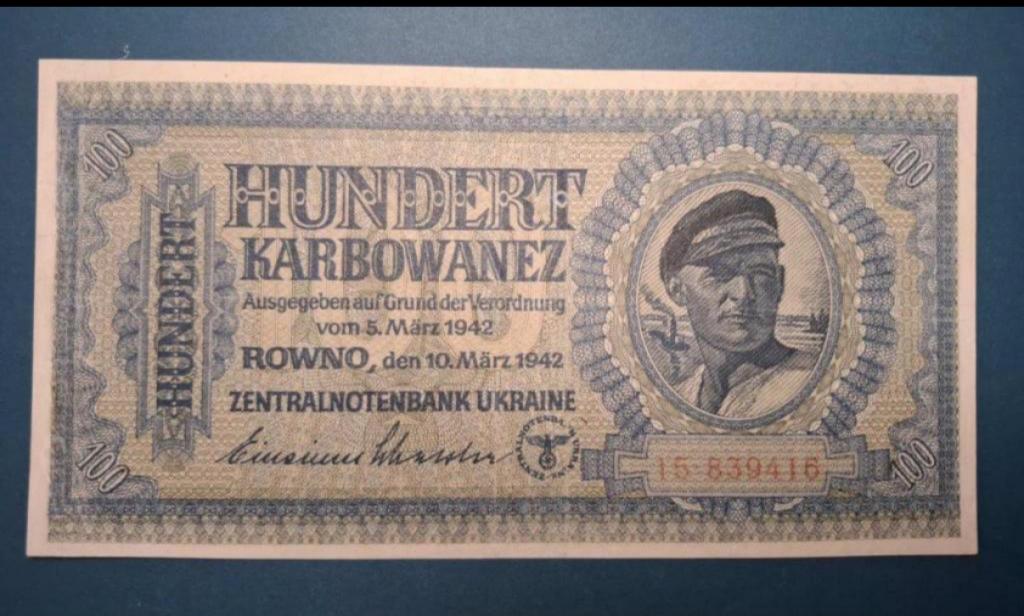 100
100
HUNDERT
HUNDERT
KARBOWANEZ
Ausgegeben auf Grund der Verordnung
vom 5. März 1942
ROWNO, den 10. März 1942
ZENTRALNOTENBANK UKRAINE
15·839416
100
100